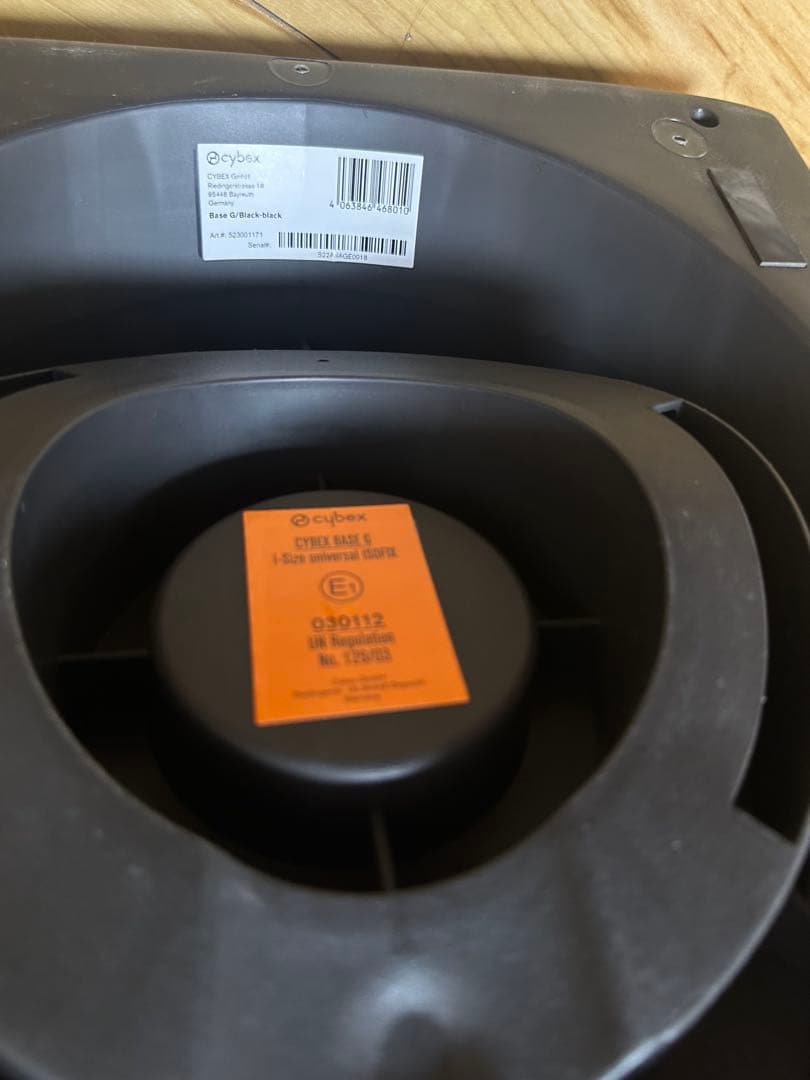 cybex
CYBEX GmbH
Riedingerstrasse 18
95448 Bayreuth
Germany
4 063846 468010
Base G/Black-black
Art.#: 523001171
Serial#:
cybex
CYBEX BASE G
i-Size universal ISOFIX
E1
030112
UN Regulation
No. 129/03